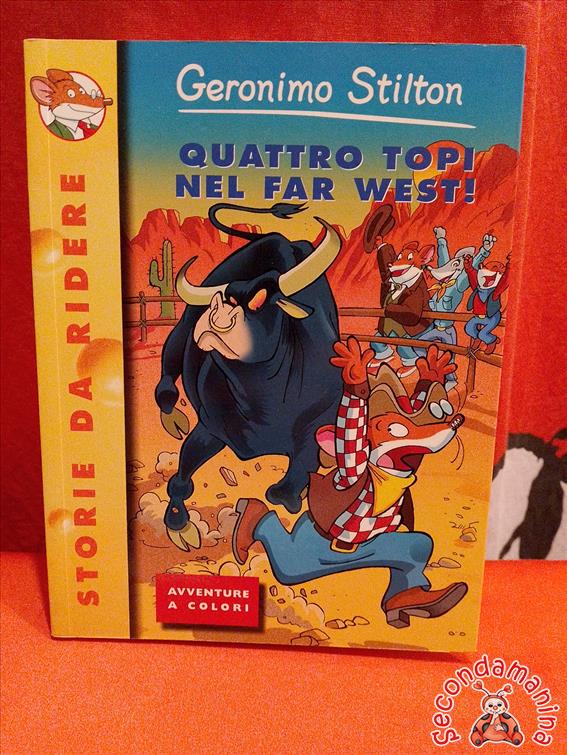 Geronimo Stilton
QUATTRO TOPI
NEL FAR WEST!
STORIE DA RIDERE
AVVENTURE
A COLORI
Secondamanina